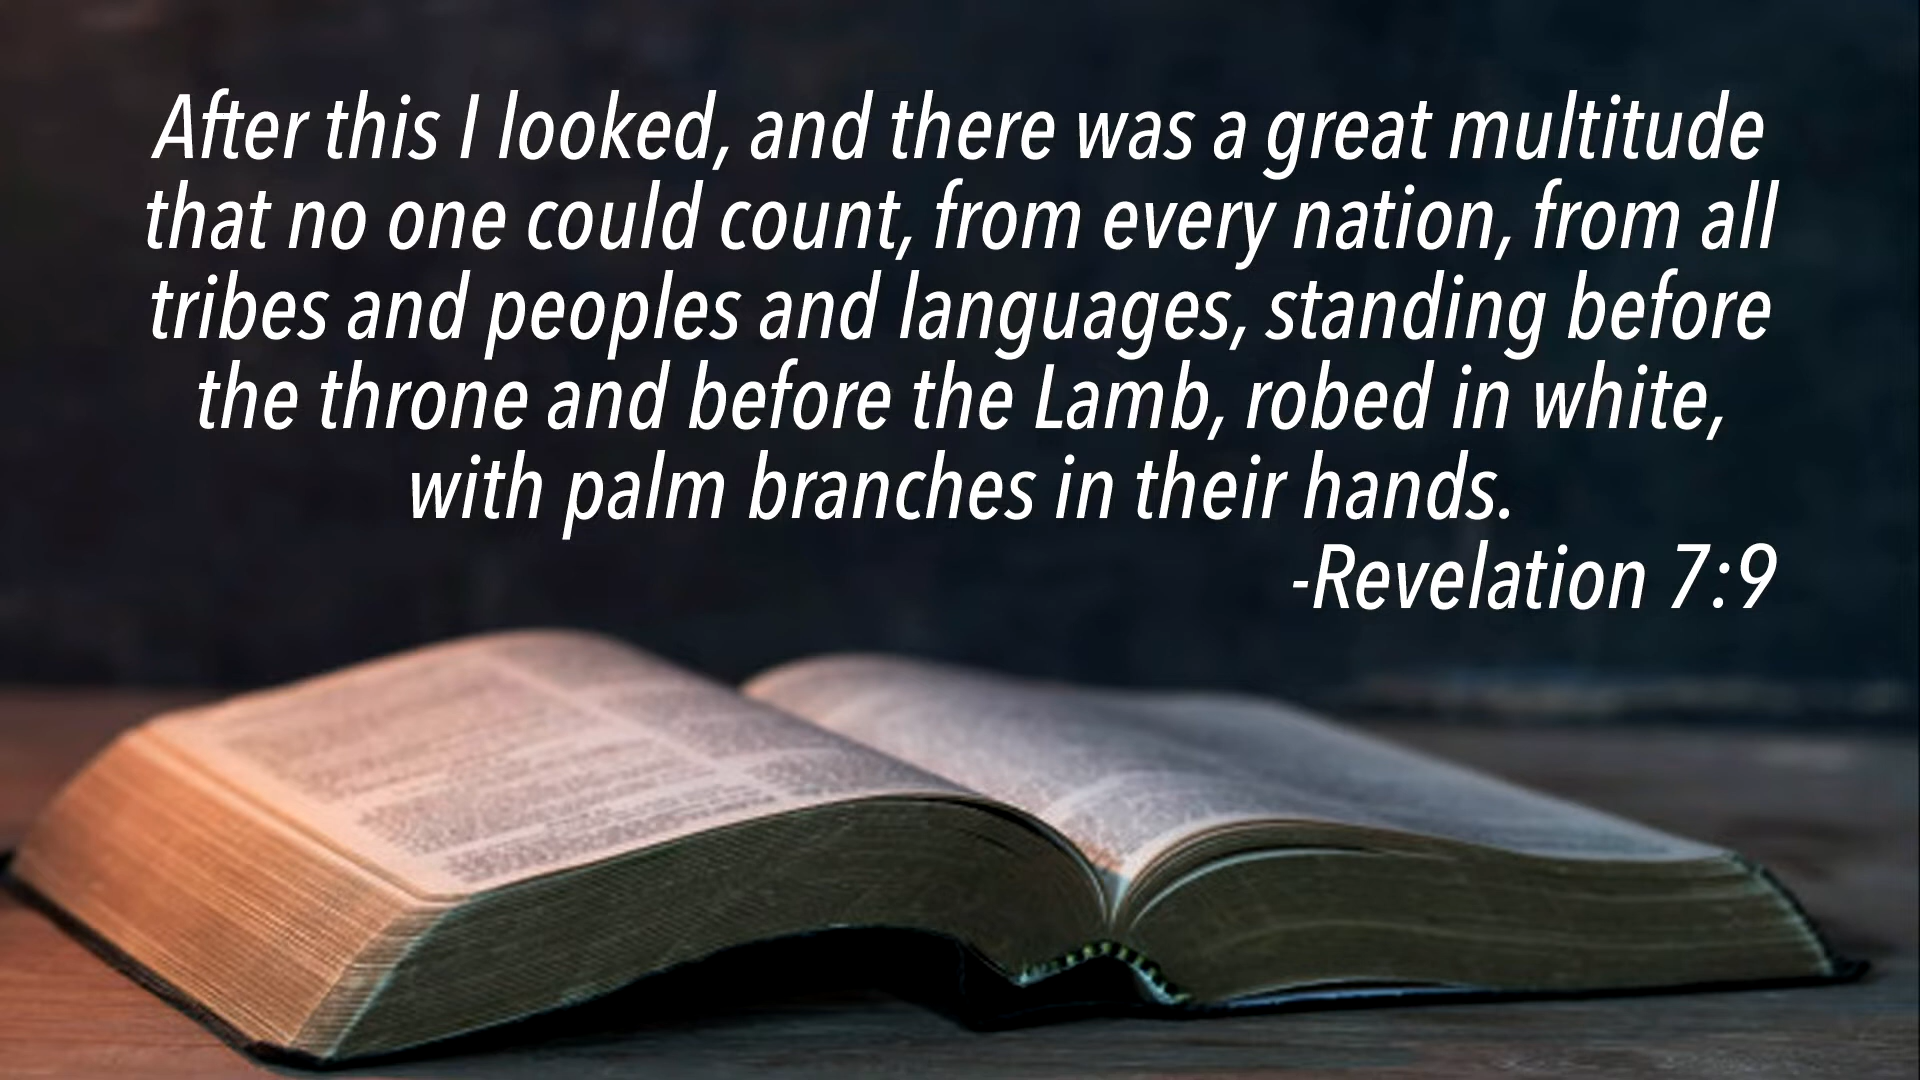 After this I looked, and there was a great multitude
that no one could count, from every nation, from all
tribes and peoples and languages, standing before
the throne and before the Lamb, robed in white,
with palm branches in their hands.
-Revelation 7:9